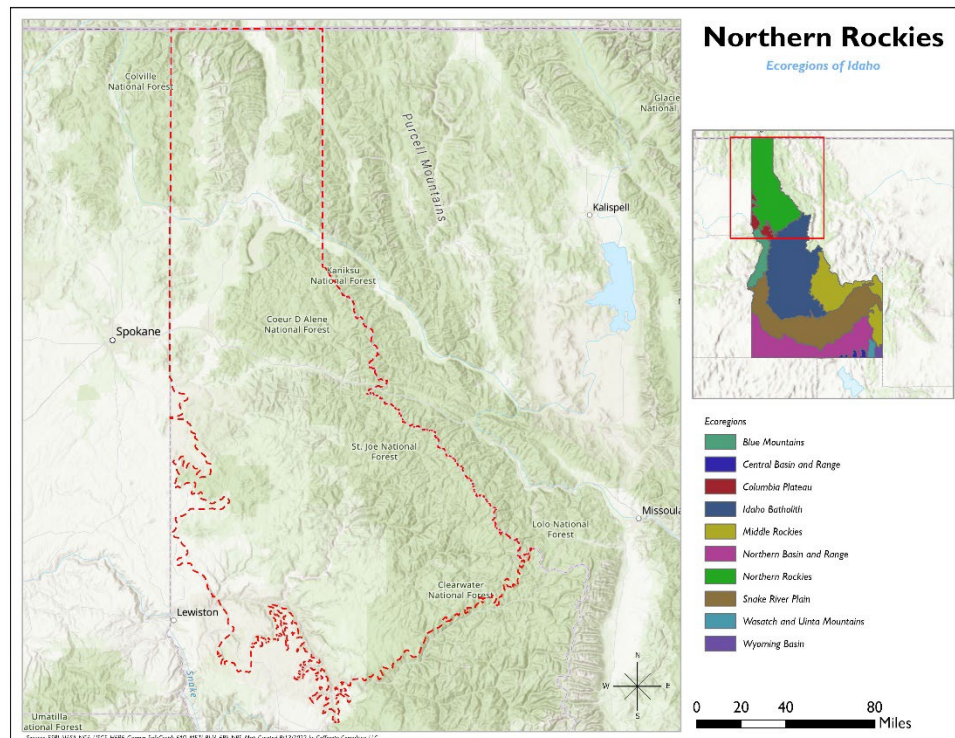 Northern Rockies
Ecoregions of Idaho
Colville
National Forest
Glacie
National
Purcell Mountains
Kalispell
Kaniksu
National Forest
Coeur D Alene
National Forest
Spokane
St. Joe National
Forest
Missoula
Lolo National
Forest
Clearwater
National Forest
Lewiston
Snake
Umatilla
ational Forest
N
W
E
S
Ecoregions
Blue Mountains
Central Basin and Range
Columbia Plateau
Idaho Batholith
Middle Rockies
Northern Basin and Range
Northern Rockies
Snake River Plain
Wasatch and Uinta Mountains
Wyoming Basin
0 20 40 80
Miles